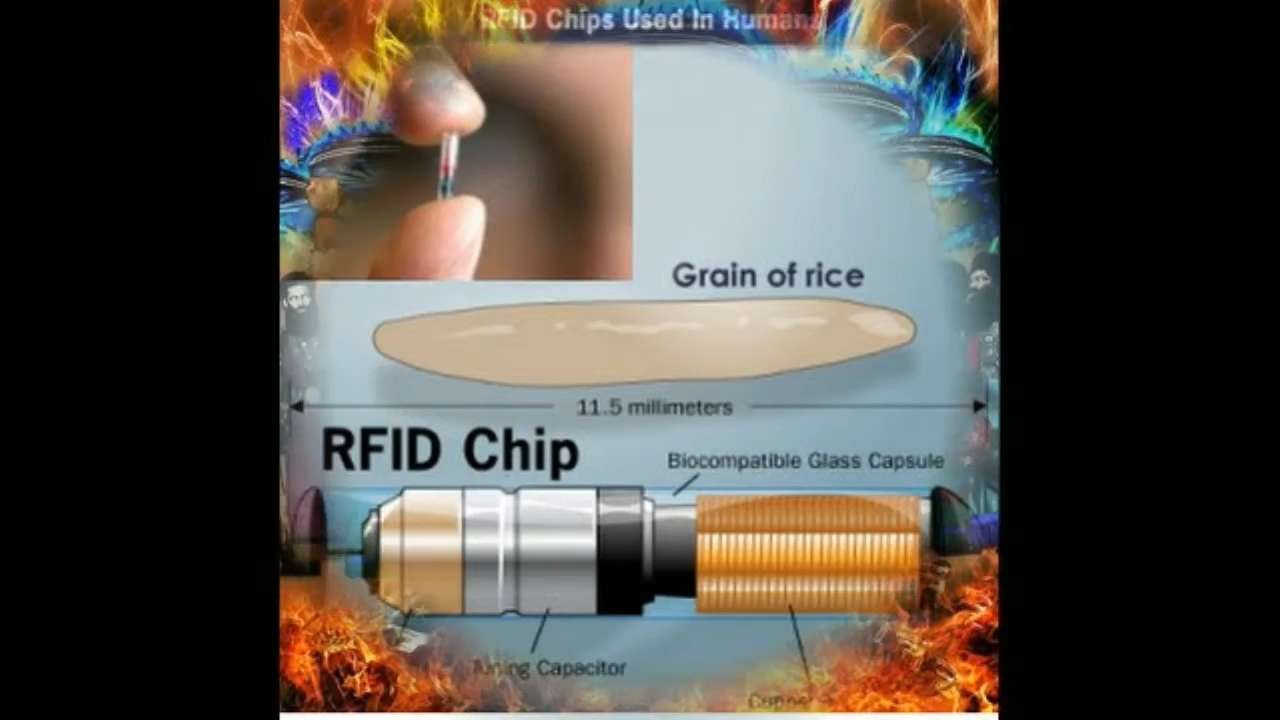 RFID Chips Used In Humans
Grain of rice
11.5 millimeters
RFID Chip
Biocompatible Glass Capsule
Tuning Capacitor